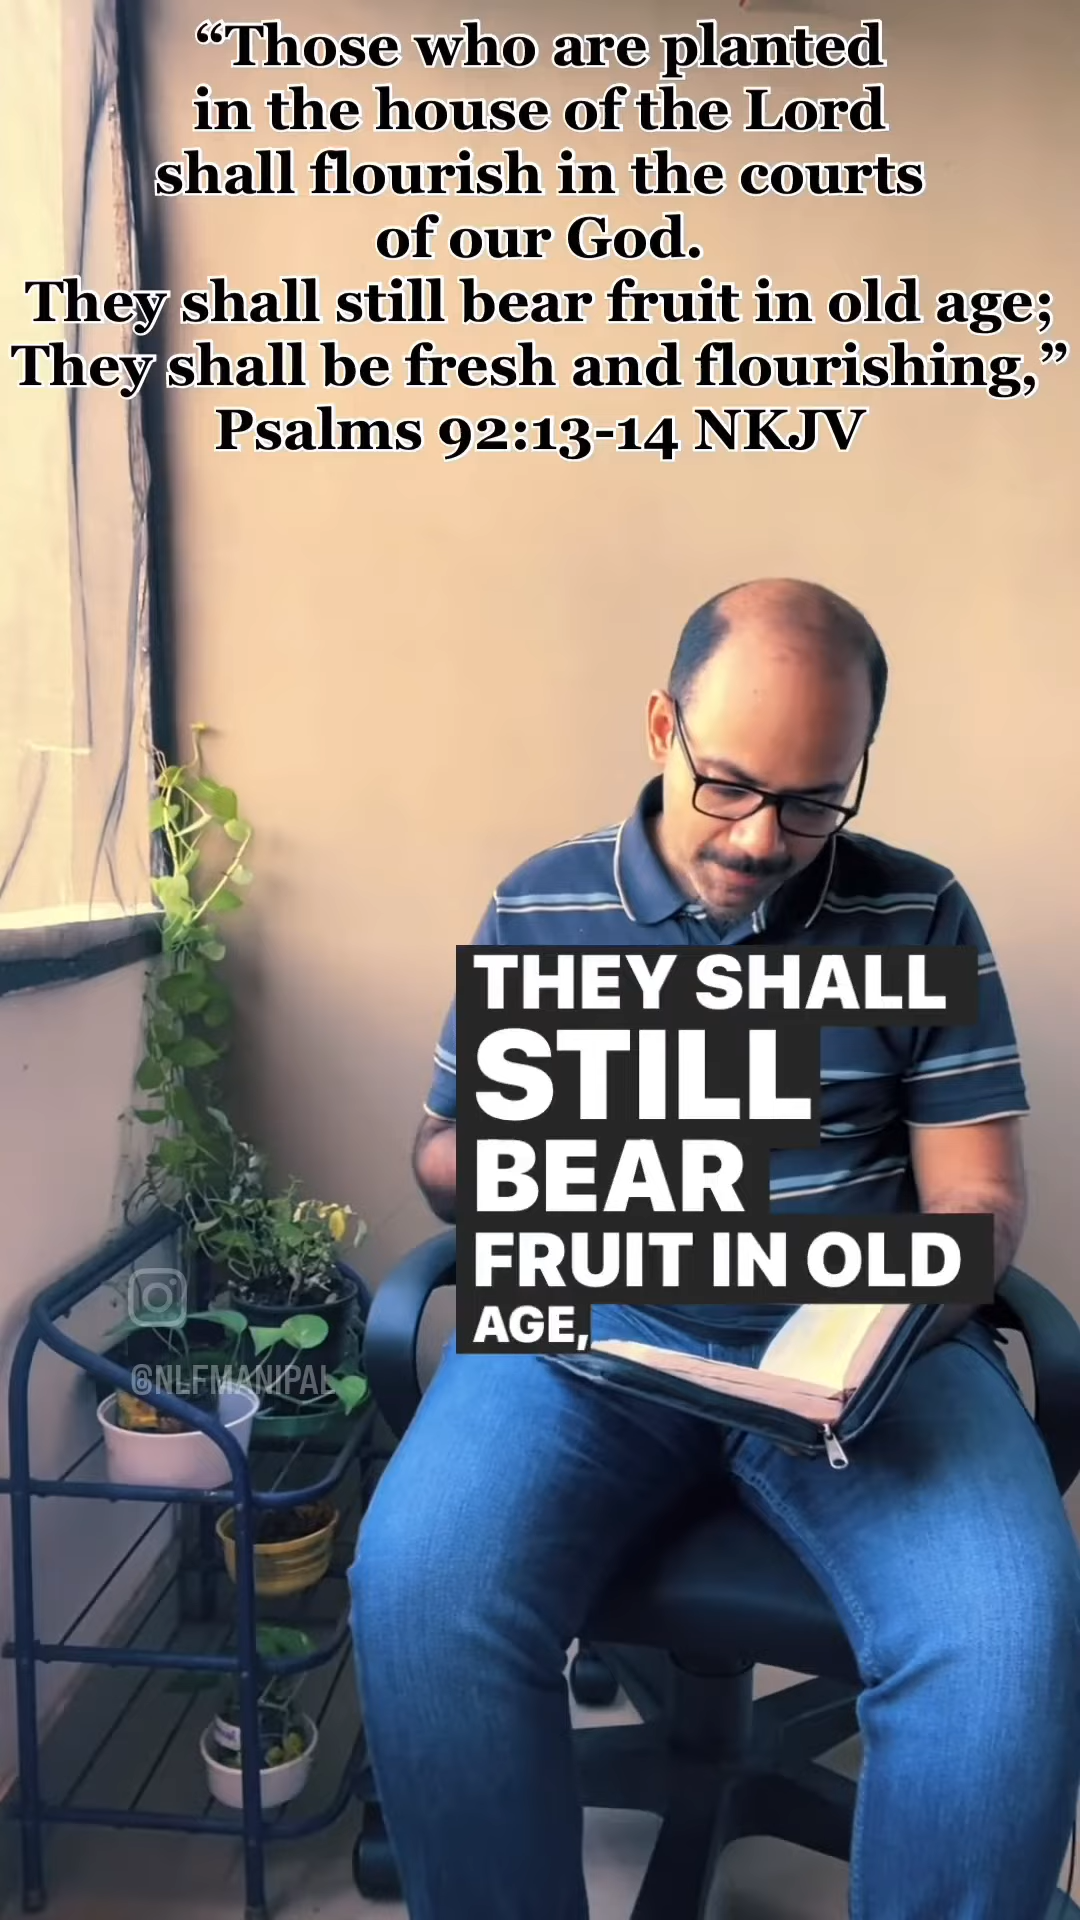 “Those who are planted
in the house of the Lord
shall flourish in the courts
of our God.
They shall still bear fruit in old age;
They shall be fresh and flourishing,”
Psalms 92:13-14 NKJV
THEY SHALL
STILL
BEAR
FRUIT IN OLD
AGE,
@NLFMANIPAL